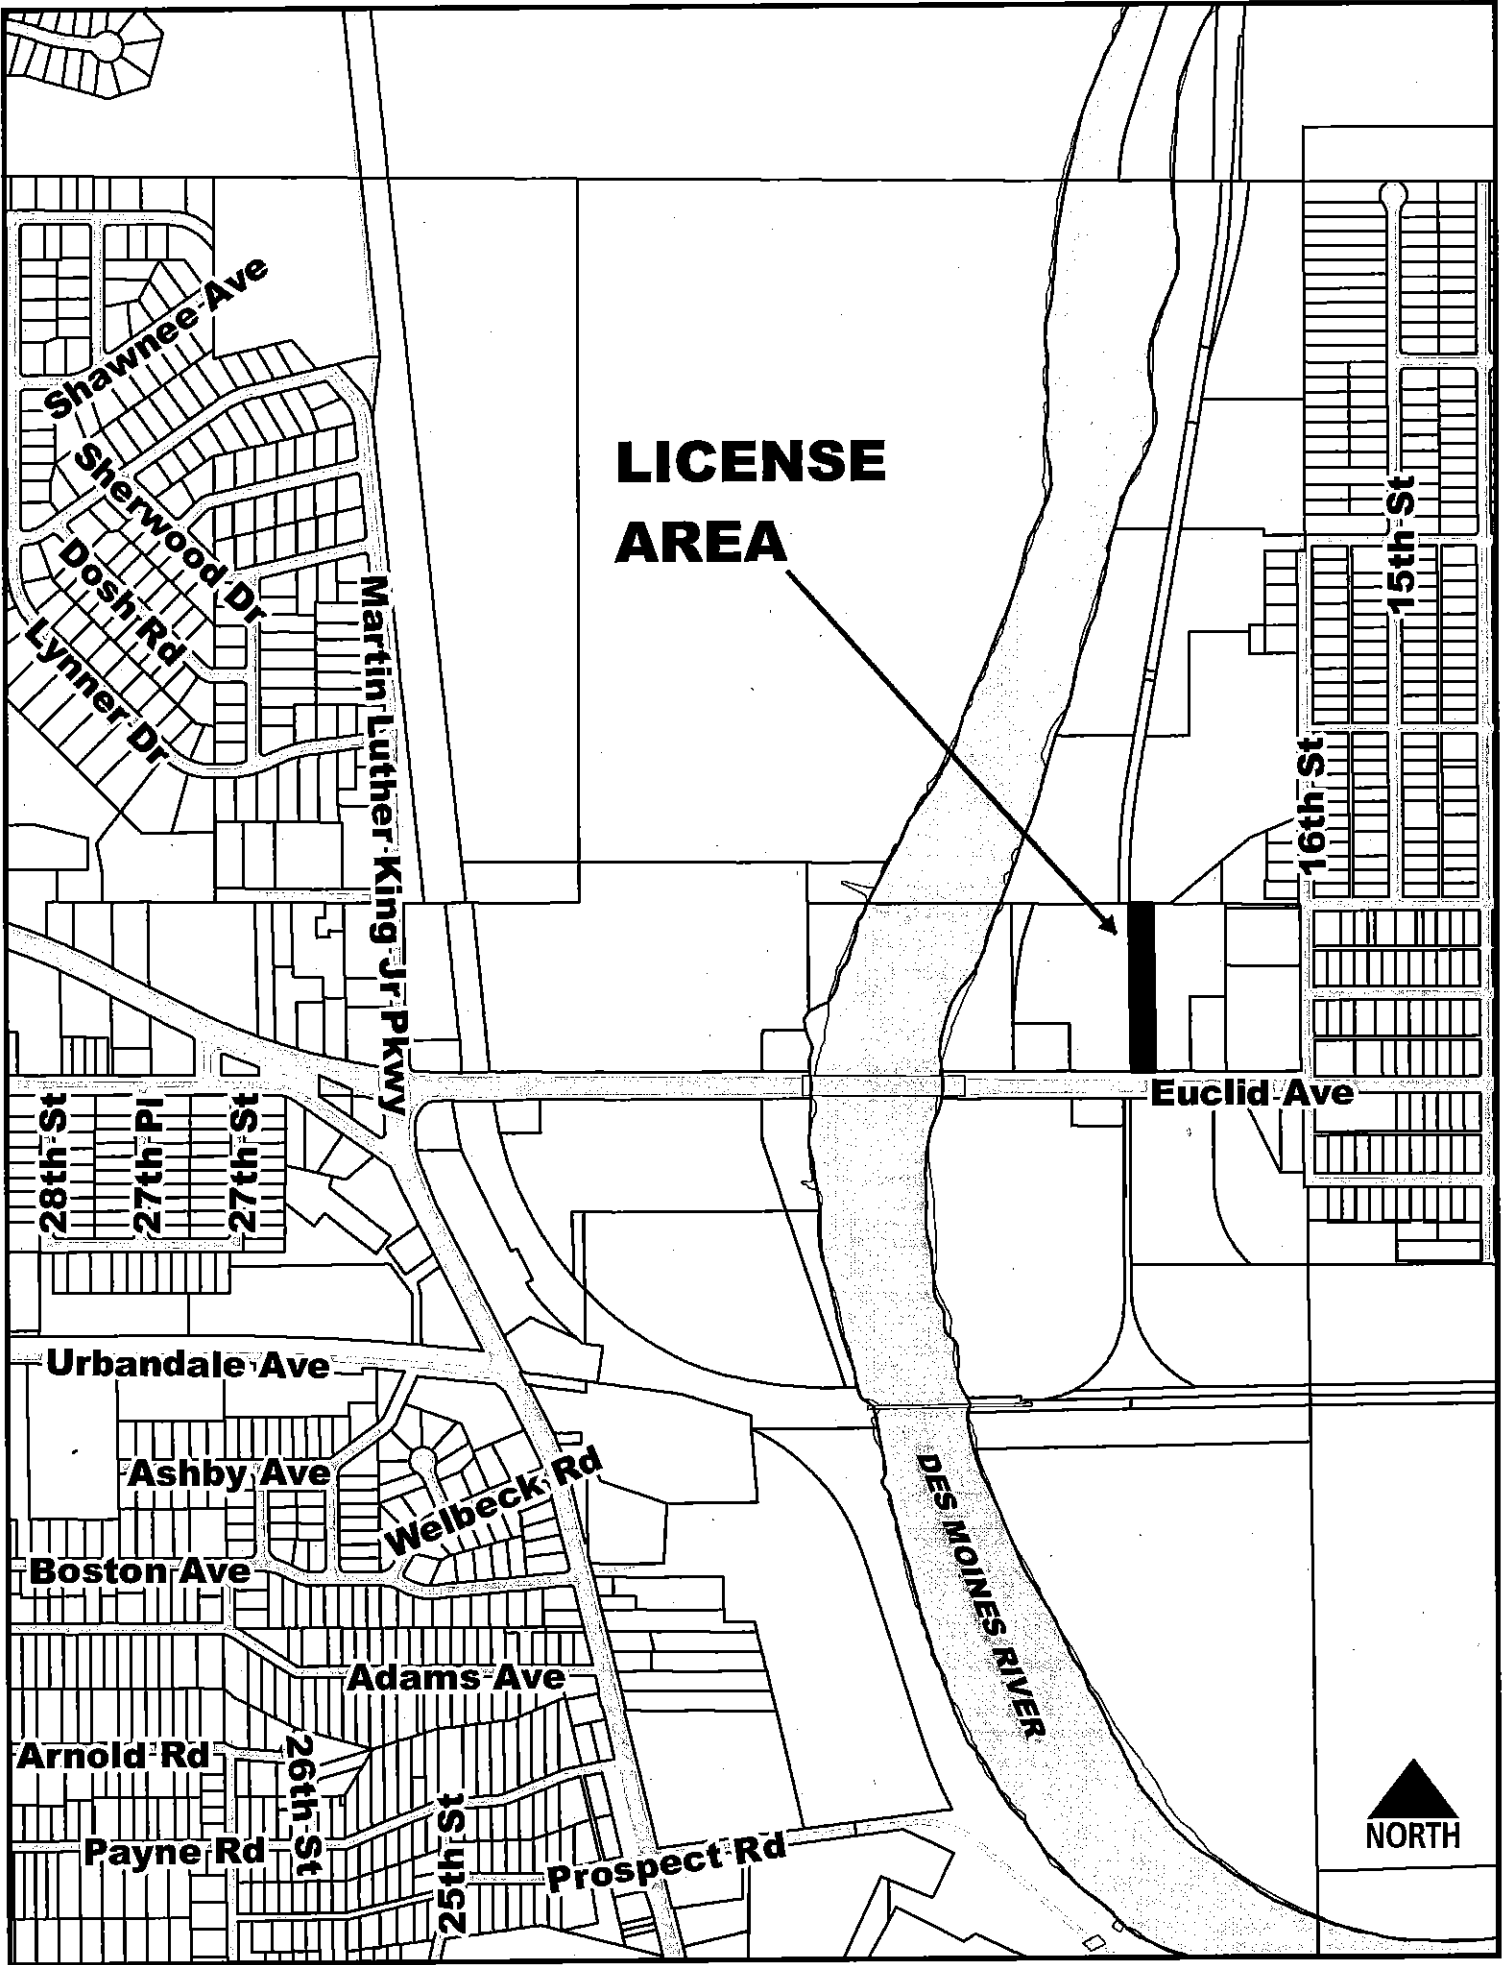 Shawnee Ave
LICENSE
AREA
Sherwood Dr
15th St
Dosh Rd
Martin Luther King Jr Pkwy
Lynner Dr
16th St
Euclid Ave
28th St
27th Pl
27th St
Urbandale Ave
Ashby Ave
Welbeck Rd
DES MOINES RIVER
Boston Ave
Adams Ave
Arnold Rd
26th St
25th St
NORTH
Payne Rd
Prospect Rd